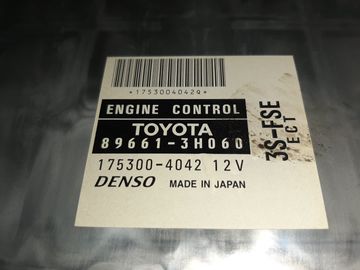 *1753004042Q*
ENGINE CONTROL
TOYOTA
89661-3H060
175300-4042 12V
DENSO MADE IN JAPAN
3S-FSE
ECT